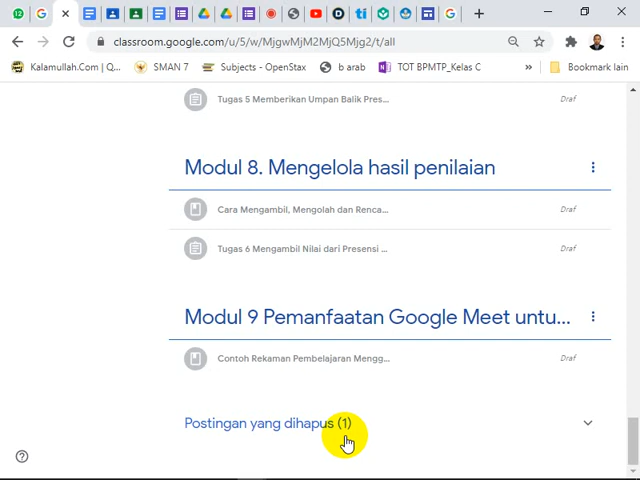 classroom.google.com/u/5/w/MjgwMjM2MjQ5Mjg2/t/all
Kalamullah.Com | Q...
SMAN 7
Subjects - OpenStax
b arab
TOT BPMTP_Kelas C
»
Bookmark lain
Tugas 5 Memberikan Umpan Balik Pres...
Draf
Modul 8. Mengelola hasil penilaian
Cara Mengambil, Mengolah dan Renca...
Draf
Tugas 6 Mengambil Nilai dari Presensi ...
Draf
Modul 9 Pemanfaatan Google Meet untu...
Contoh Rekaman Pembelajaran Mengg...
Draf
Postingan yang dihapus (1)